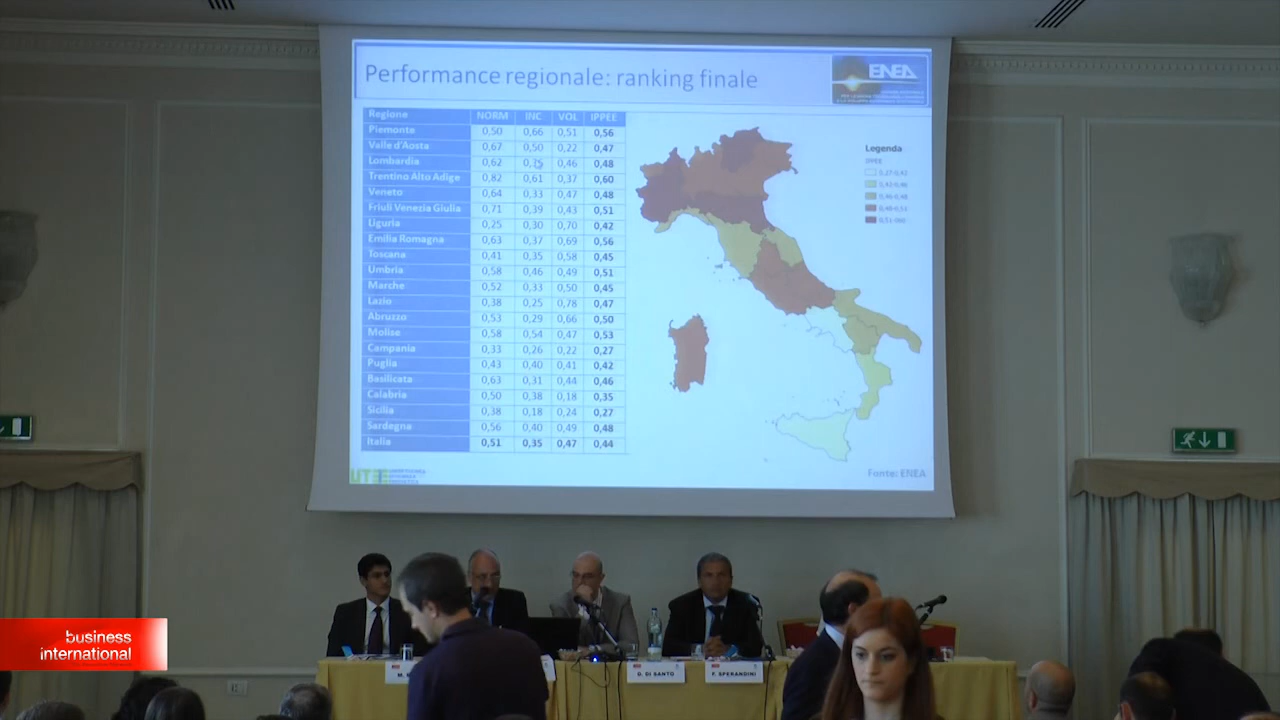 Performance regionale: ranking finale
ENEA
Regione NORM INC VOL IPPEE
Piemonte 0,50 0,66 0,51 0,56
Valle d'Aosta 0,67 0,50 0,22 0,47
Lombardia 0,62 0,46 0,48
Trentino Alto Adige 0,82 0,61 0,37 0,60
Veneto 0,64 0,33 0,47 0,48
Friuli Venezia Giulia 0,71 0,39 0,43 0,51
Liguria 0,25 0,30 0,70 0,42
Emilia Romagna 0,63 0,37 0,69 0,56
Toscana 0,41 0,35 0,58 0,45
Umbria 0,58 0,46 0,49 0,51
Marche 0,52 0,33 0,50 0,45
Lazio 0,38 0,25 0,78 0,47
Abruzzo 0,53 0,29 0,66 0,50
Molise 0,58 0,54 0,47 0,53
Campania 0,33 0,26 0,22 0,27
Puglia 0,43 0,40 0,41 0,42
Basilicata 0,63 0,31 0,44 0,46
Calabria 0,50 0,38 0,18 0,35
Sicilia 0,38 0,18 0,24 0,27
Sardegna 0,56 0,40 0,49 0,48
Italia 0,51 0,35 0,47 0,44
Legenda
IPPEE
0,46-0,48
0,48-0,51
Fonte: ENEA
D. DI SANTO
F. SPERANDINI
business
international